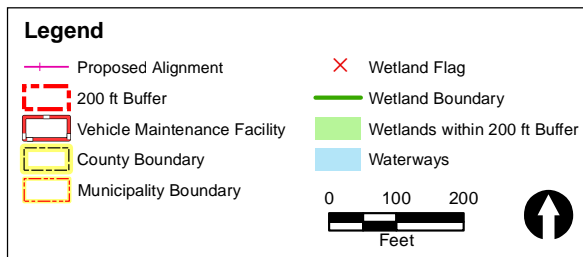 Legend
Proposed Alignment
200 ft Buffer
Vehicle Maintenance Facility
County Boundary
Municipality Boundary
Wetland Flag
Wetland Boundary
Wetlands within 200 ft Buffer
Waterways
0 100 200
Feet